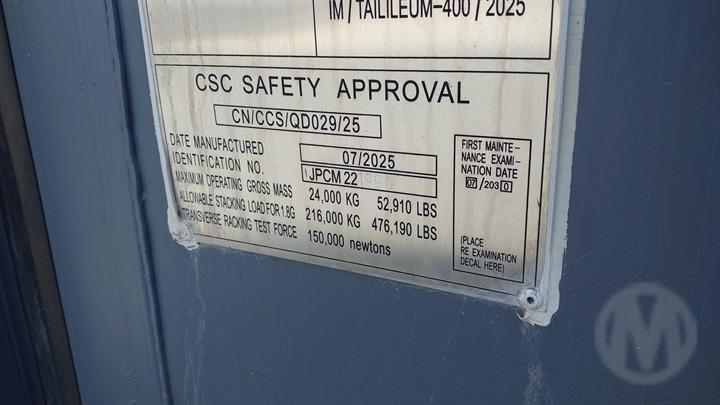 IM / TAILILEUM-400 / 2025
CSC SAFETY APPROVAL
CN/CCS/QD029/25
DATE MANUFACTURED 07/2025
IDENTIFICATION NO. JPCM 22
MAXIMUM OPERATING GROSS MASS 24,000 KG 52,910 LBS
ALLOWABLE STACKING LOAD FOR 1.8G 216,000 KG 476,190 LBS
TRANSVERSE RACKING TEST FORCE 150,000 newtons
FIRST MAINTE-
NANCE EXAMI-
NATION DATE
07/2030
(PLACE
RE EXAMINATION
DECAL HERE)
M